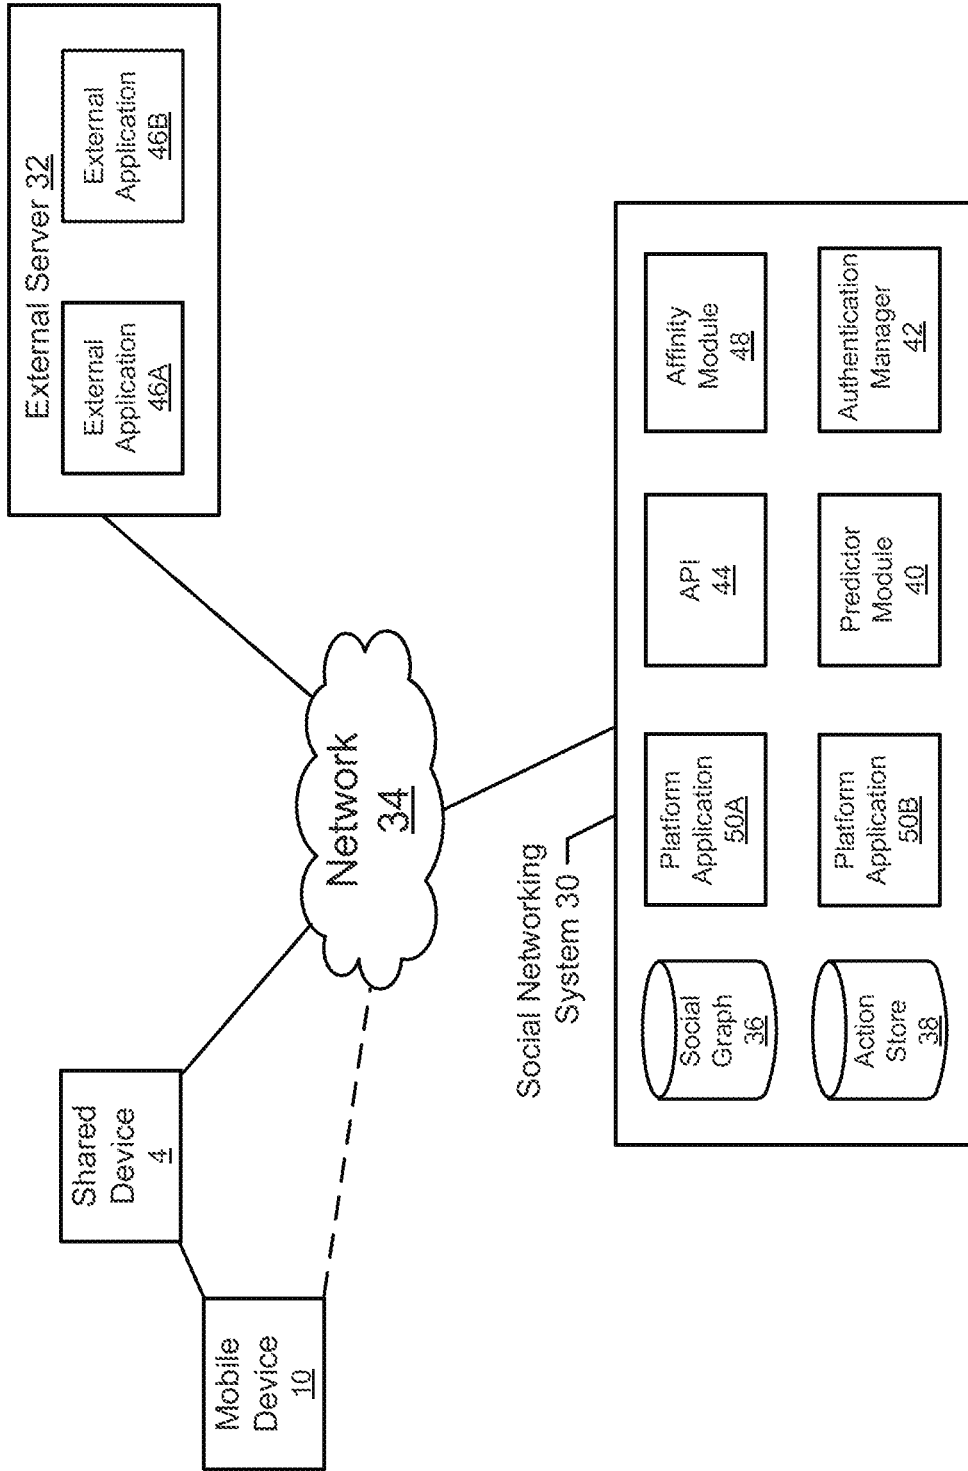 External Server 32
External
Application
46A
External
Application
46B
Shared
Device
4
Mobile
Device
10
Network
34
Social Networking
System 30
Social
Graph
36
Platform
Application
50A
API
44
Affinity
Module
48
Action
Store
38
Platform
Application
50B
Predictor
Module
40
Authentication
Manager
42